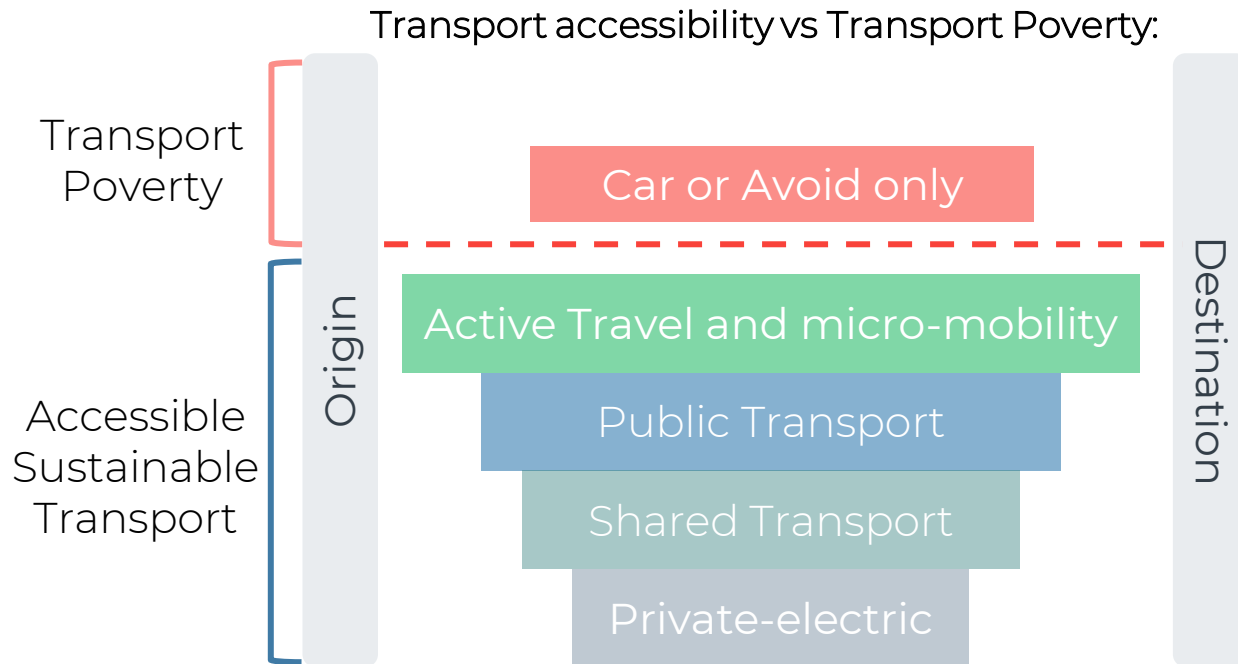 Transport accessibility vs Transport Poverty:
Transport
Poverty
Car or Avoid only
Origin
Destination
Accessible
Sustainable
Transport
Active Travel and micro-mobility
Public Transport
Shared Transport
Private-electric